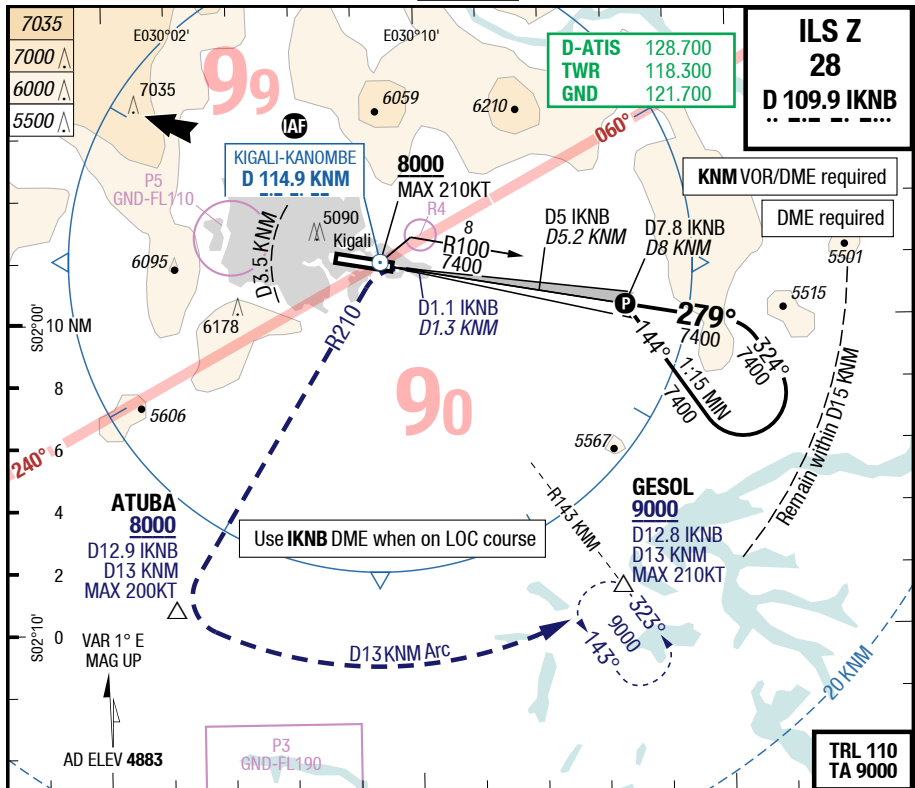 7035
7000
6000
5500
E030°02'
E030°10'
99
7035
6059
6210
D-ATIS 128.700
TWR 118.300
GND 121.700
ILS Z
28
D 109.9 IKNB
060°
IAF
KIGALI-KANOMBE
D 114.9 KNM
8000
MAX 210KT
KNM VOR/DME required
DME required
P5
GND-FL110
R4
8
R100
7400
D5 IKNB
D5.2 KNM
D7.8 IKNB
D8 KNM
5090
Kigali
D3.5 KNM
5501
6095
5515
D1.1 IKNB
D1.3 KNM
P
279°
7400
324°
7400
144°
1:15 MIN
7400
6178
R210
S02°00'
10 NM
8
6
4
2
0
S02°10'
90
5606
5567
240°
Remain within D15 KNM
R143 KNM
ATUBA
8000
D12.9 IKNB
D13 KNM
MAX 200KT
Use IKNB DME when on LOC course
GESOL
9000
D12.8 IKNB
D13 KNM
MAX 210KT
323°
9000
143°
D13 KNM Arc
VAR 1° E
MAG UP
20 KNM
AD ELEV 4883
P3
GND-FL190
TRL 110
TA 9000